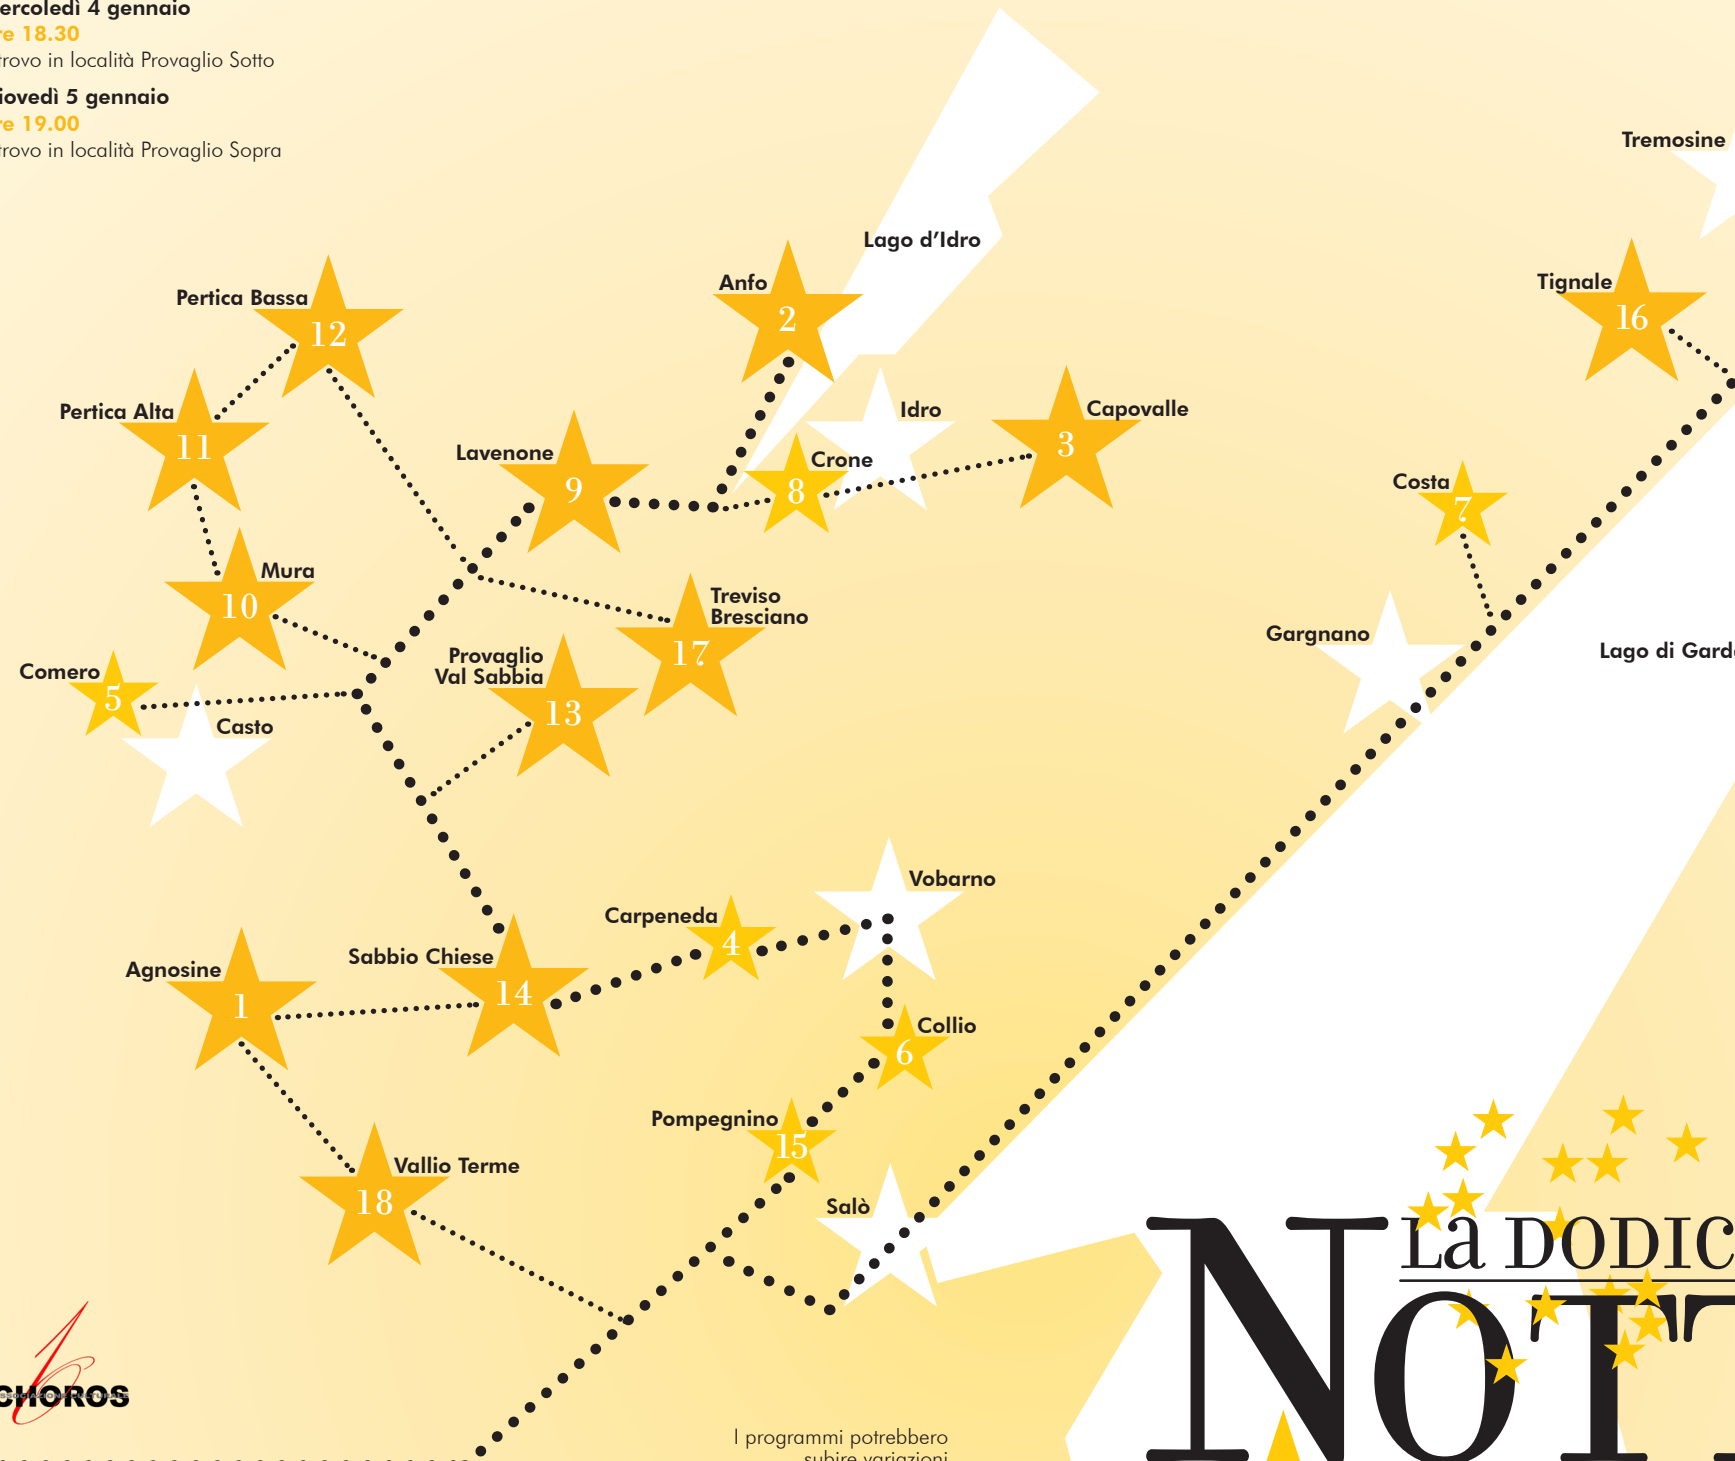 ercoledì 4 gennaio
re 18.30
trovo in località Provaglio Sotto
iovedì 5 gennaio
re 19.00
trovo in località Provaglio Sopra
Tremosine
Lago d'Idro
Anfo
2
Tignale
16
Pertica Bassa
12
Pertica Alta
11
Idro
Capovalle
3
Lavenone
9
Crone
8
Costa
7
Mura
10
Treviso
Bresciano
17
Gargnano
Lago di Gard
Provaglio
Val Sabbia
13
Comero
5
Casto
Vobarno
Carpeneda
4
Sabbio Chiese
14
Agnosine
1
Collio
6
Pompegnino
15
Vallio Terme
18
Salò
La DODIC
NOTT
CHOROS
I programmi potrebbero
subire variazioni